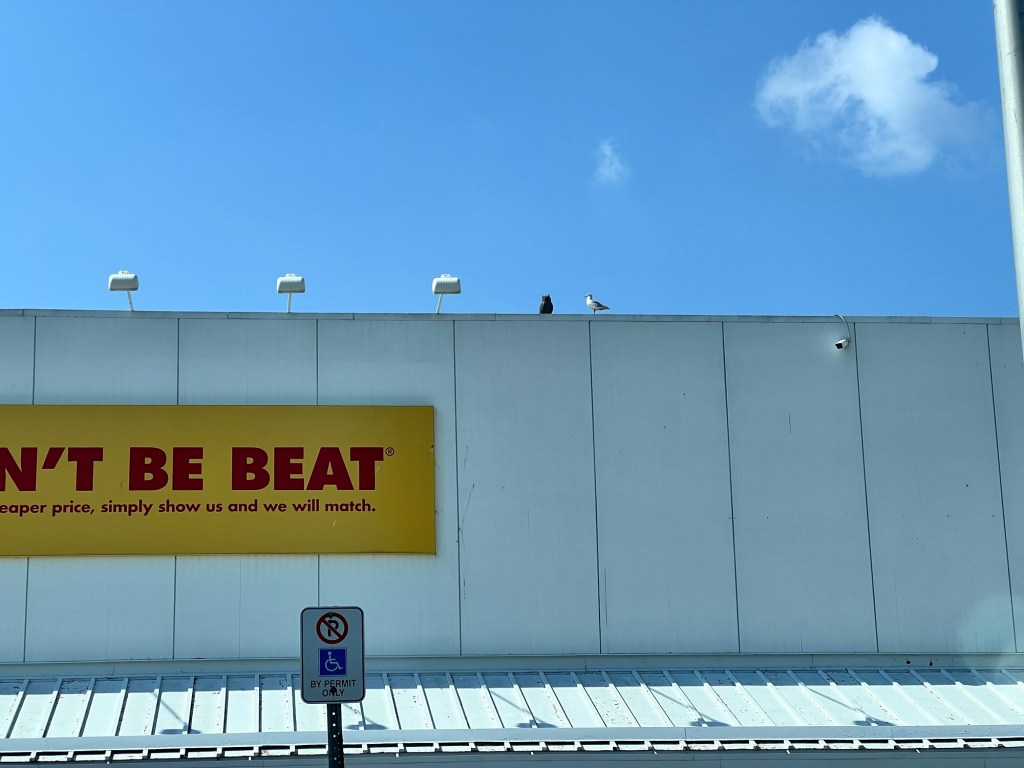 N'T BE BEAT®
eaper price, simply show us and we will match.
P
BY PERMIT
ONLY